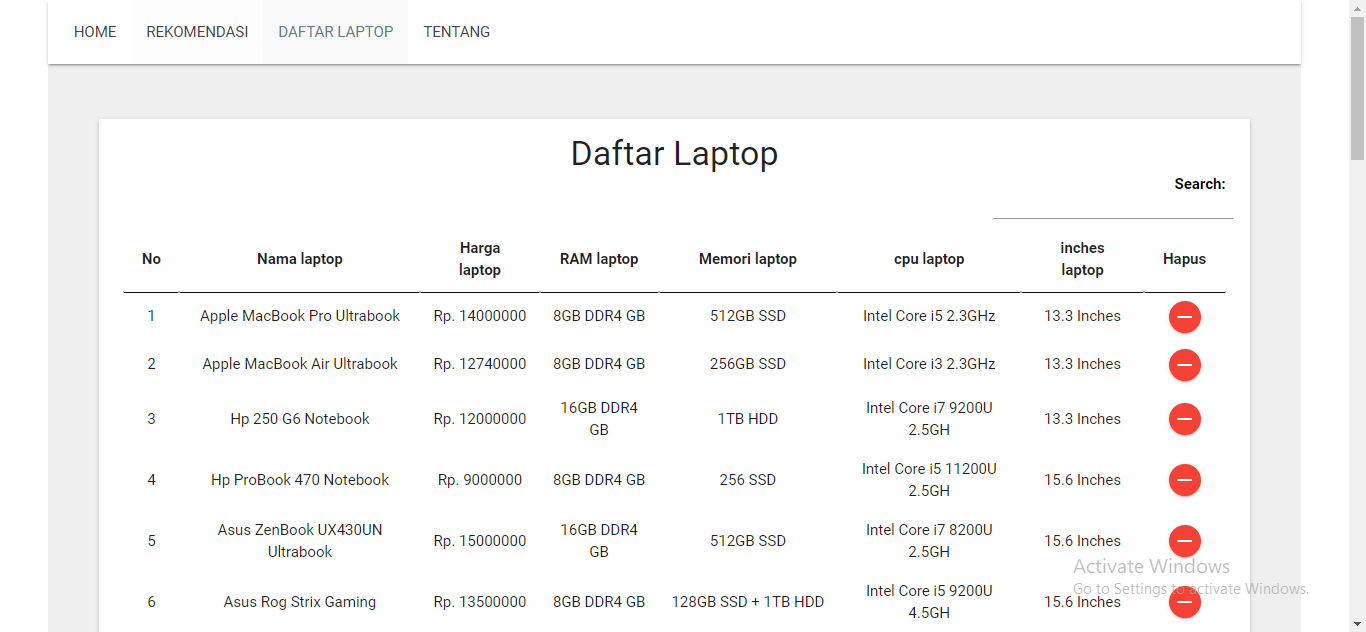 HOME REKOMENDASI DAFTAR LAPTOP TENTANG
Daftar Laptop
Search:
No Nama laptop Harga laptop RAM laptop Memori laptop cpu laptop inches laptop Hapus
1 Apple MacBook Pro Ultrabook Rp. 14000000 8GB DDR4 GB 512GB SSD Intel Core i5 2.3GHz 13.3 Inches
2 Apple MacBook Air Ultrabook Rp. 12740000 8GB DDR4 GB 256GB SSD Intel Core i3 2.3GHz 13.3 Inches
3 Hp 250 G6 Notebook Rp. 12000000 16GB DDR4 GB 1TB HDD Intel Core i7 9200U 2.5GH 13.3 Inches
4 Hp ProBook 470 Notebook Rp. 9000000 8GB DDR4 GB 256 SSD Intel Core i5 11200U 2.5GH 15.6 Inches
5 Asus ZenBook UX430UN Ultrabook Rp. 15000000 16GB DDR4 GB 512GB SSD Intel Core i7 8200U 2.5GH 15.6 Inches
6 Asus Rog Strix Gaming Rp. 13500000 8GB DDR4 GB 128GB SSD + 1TB HDD Intel Core i5 9200U 4.5GH 15.6 Inches
Activate Windows
Go to Settings to activate Windows.